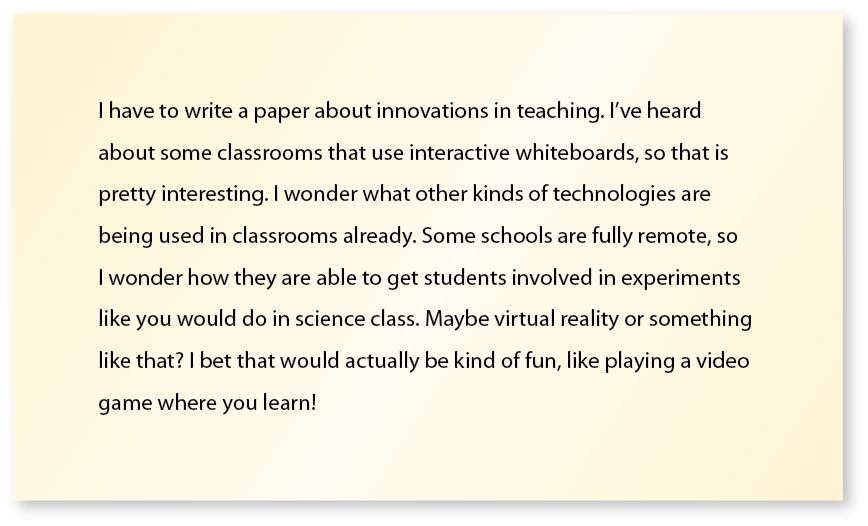 I have to write a paper about innovations in teaching. I’ve heard
about some classrooms that use interactive whiteboards, so that is
pretty interesting. I wonder what other kinds of technologies are
being used in classrooms already. Some schools are fully remote, so
I wonder how they are able to get students involved in experiments
like you would do in science class. Maybe virtual reality or something
like that? I bet that would actually be kind of fun, like playing a video
game where you learn!